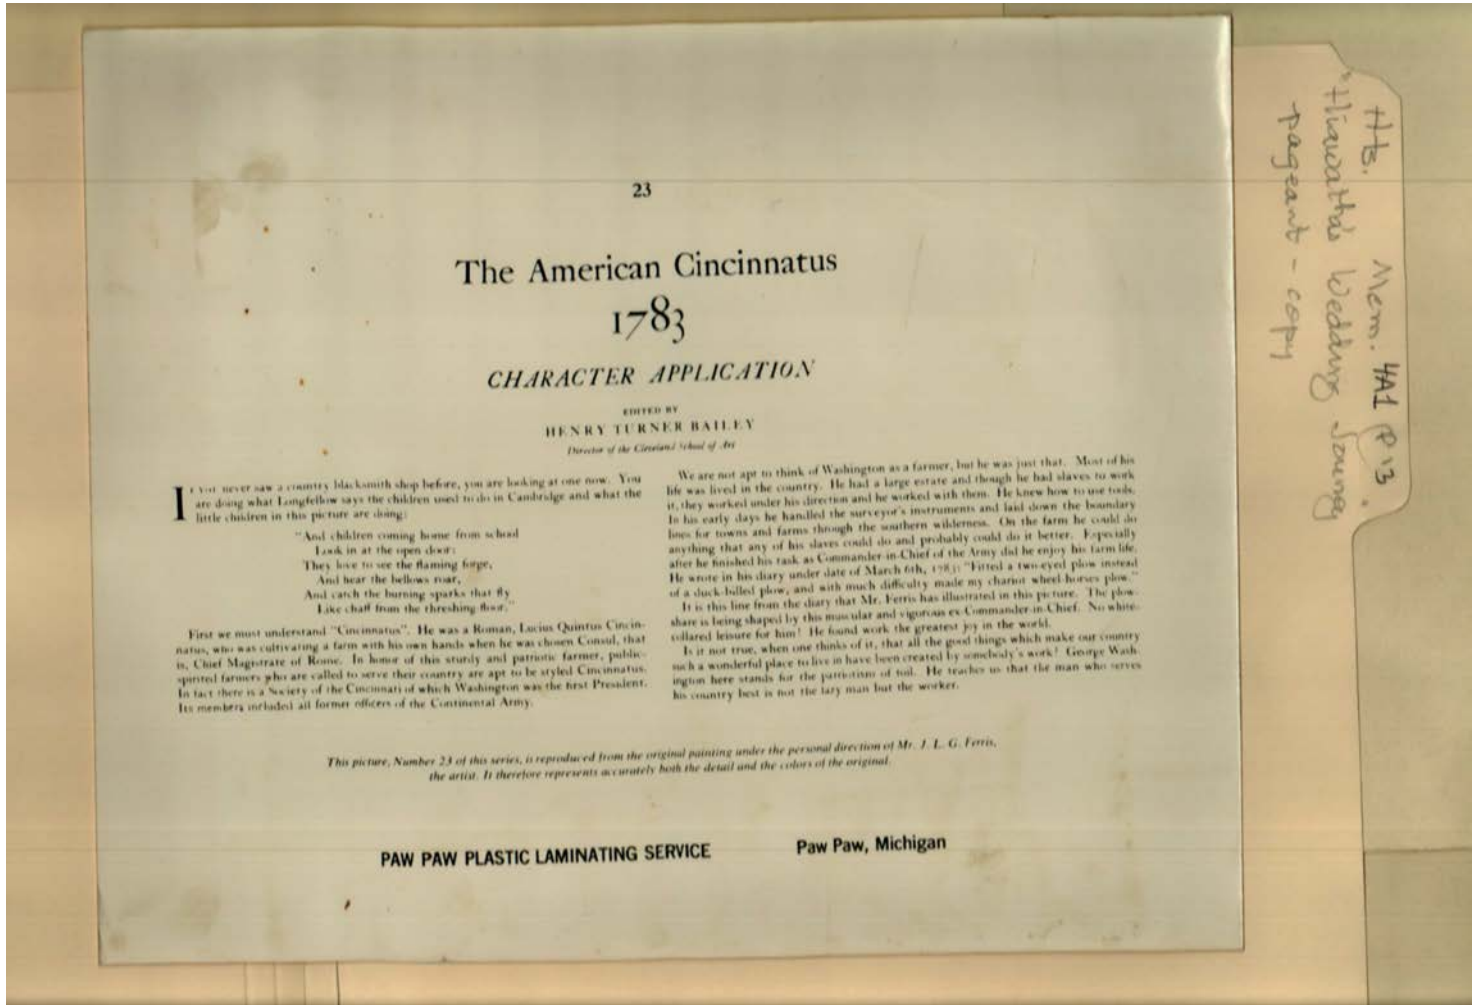 23
The American Cincinnatus
1783
CHARACTER APPLICATION
EDITED BY
HENRY TURNER BAILEY
Director of the Cleveland School of Art
IF YOU never saw a country blacksmith shop before, you are looking at one now. You
are doing what Longfellow says the children used to do in Cambridge and what the
little children in this picture are doing:
"And children coming home from school
Look in at the open door;
They love to see the flaming forge,
And hear the bellows roar,
And catch the burning sparks that fly
Like chaff from the threshing-floor."
First we must understand "Cincinnatus". He was a Roman, Lucius Quintus Cincin-
natus, who was cultivating a farm with his own hands when he was chosen Consul, that
is, Chief Magistrate of Rome. In honor of this sturdy and patriotic farmer, public-
spirited farmers who are called to serve their country are apt to be styled Cincinnatus.
In fact there is a Society of the Cincinnati of which Washington was the first President.
Its members included all former officers of the Continental Army.
We are not apt to think of Washington as a farmer, but he was just that. Most of his
life was lived in the country. He had a large estate and though he had slaves to work
it, they worked under his direction and he worked with them. He knew how to use tools.
In his early days he handled the surveyor's instruments and laid down the boundary
lines for towns and farms through the southern wilderness. On the farm he could do
anything that any of his slaves could do and probably could do it better. Especially
after he finished his task as Commander-in-Chief of the Army did he enjoy his farm life.
He wrote in his diary under date of March 6th, 1783: "Fitted a two-eyed plow instead
of a duck-billed plow, and with much difficulty made my chariot wheel-horses plow."
It is this line from the diary that Mr. Ferris has illustrated in this picture. The plow-
share is being shaped by this muscular and vigorous ex-Commander-in-Chief. No white-
collared leisure for him! He found work the greatest joy in the world.
Is it not true, when one thinks of it, that all the good things which make our country
such a wonderful place to live in have been created by somebody's work? George Wash-
ington here stands for the patriotism of toil. He teaches us that the man who serves
his country best is not the lazy man but the worker.
This picture, Number 23 of this series, is reproduced from the original painting under the personal direction of Mr. J. L. G. Ferris,
the artist. It therefore represents accurately both the detail and the colors of the original.
PAW PAW PLASTIC LAMINATING SERVICE Paw Paw, Michigan
Hts. Mem. 4A1 P 13.
"Hiawatha's Wedding Journey
pageant - copy